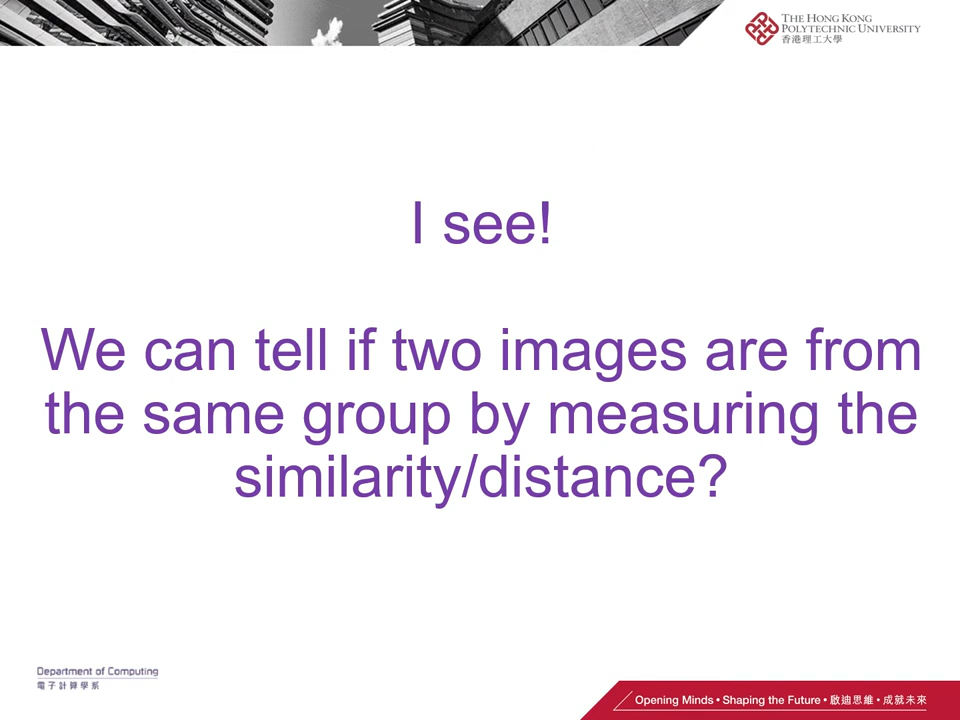 THE HONG KONG
POLYTECHNIC UNIVERSITY
香港理工大學
I see!
We can tell if two images are from
the same group by measuring the
similarity/distance?
Department of Computing
電子計算學系
Opening Minds • Shaping the Future • 啟迪思維 • 成就未來